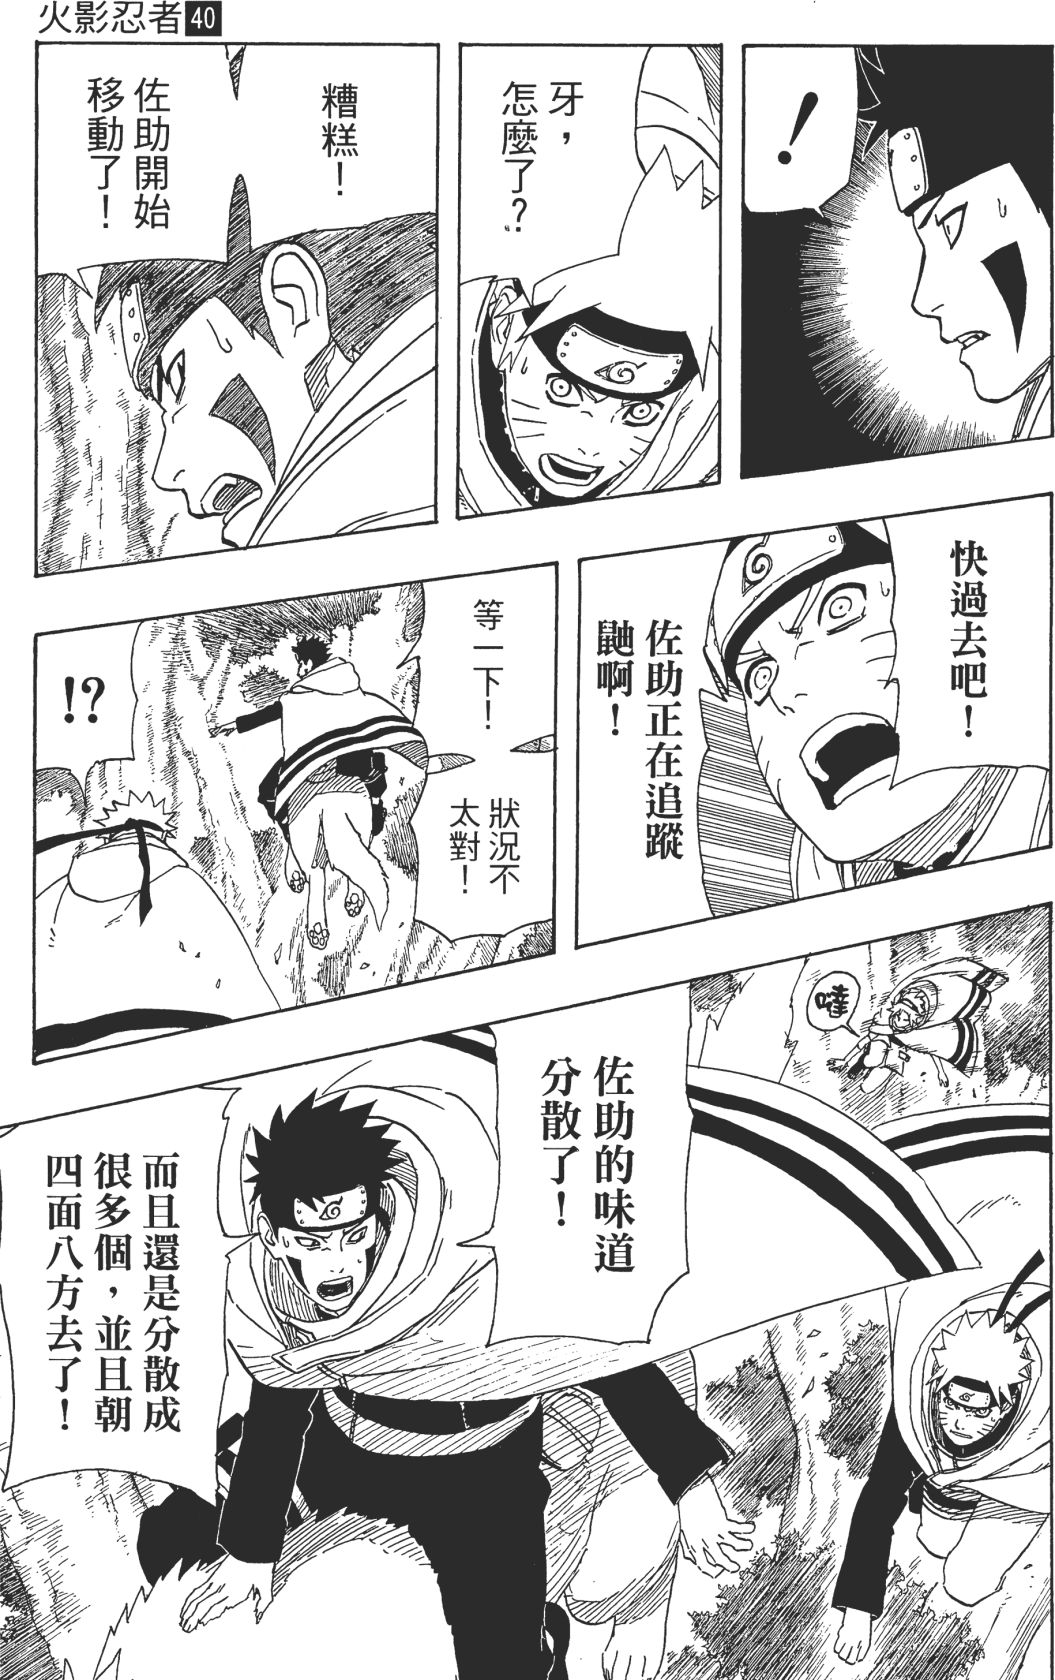 火影忍者40
！
牙，
怎麼了？
糟糕！
佐助開始
移動了！
快過去吧！
佐助正在追蹤
鼬啊！
等一下！
狀況不
太對！
！？
噠
佐助的味道
分散了！
而且還是分散成
很多個，並且朝
四面八方去了！